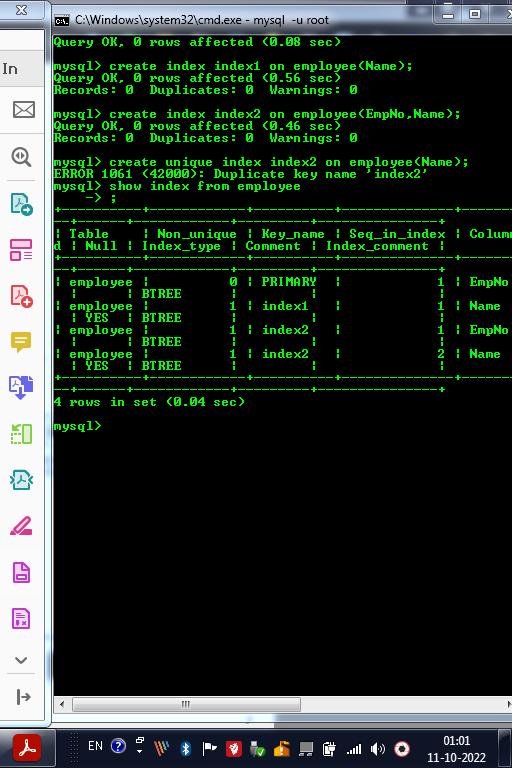 C:\Windows\system32\cmd.exe - mysql -u root
In
Query OK, 0 rows affected (0.08 sec)
mysql> create index index1 on employee(Name);
Query OK, 0 rows affected (0.56 sec)
Records: 0 Duplicates: 0 Warnings: 0
mysql> create index index2 on employee(EmpNo,Name);
Query OK, 0 rows affected (0.46 sec)
Records: 0 Duplicates: 0 Warnings: 0
mysql> create unique index index2 on employee(Name);
ERROR 1061 (42000): Duplicate key name 'index2'
mysql> show index from employee
-> ;
| Table | Non_unique | Key_name | Seq_in_index | Colum
d | Null | Index_type | Comment | Index_comment |
| employee | 0 | PRIMARY | 1 | EmpNo
| | BTREE | | |
| employee | 1 | index1 | 1 | Name
| YES | BTREE | | |
| employee | 1 | index2 | 1 | EmpNo
| | BTREE | | |
| employee | 1 | index2 | 2 | Name
| YES | BTREE | | |
4 rows in set (0.04 sec)
mysql>
EN
01:01
11-10-2022